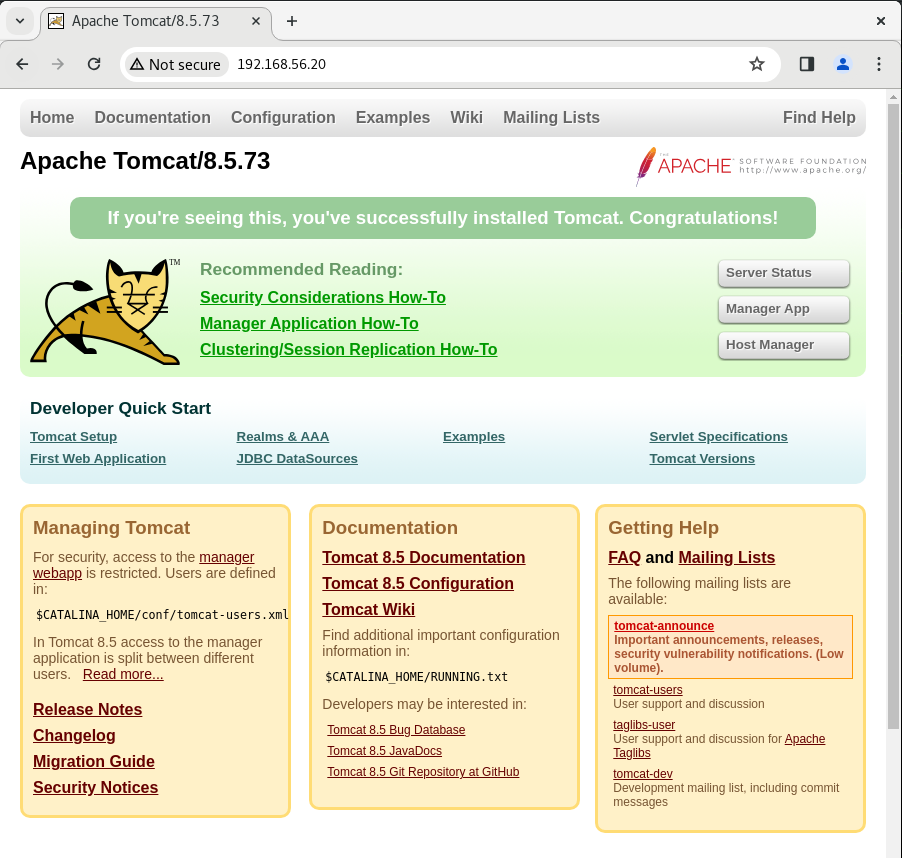 Apache Tomcat/8.5.73
Not secure 192.168.56.20
Home Documentation Configuration Examples Wiki Mailing Lists Find Help
Apache Tomcat/8.5.73
THE
APACHE SOFTWARE FOUNDATION
http://www.apache.org/
If you're seeing this, you've successfully installed Tomcat. Congratulations!
TM
Recommended Reading:
Security Considerations How-To
Manager Application How-To
Clustering/Session Replication How-To
Server Status
Manager App
Host Manager
Developer Quick Start
Tomcat Setup
First Web Application
Realms & AAA
JDBC DataSources
Examples
Servlet Specifications
Tomcat Versions
Managing Tomcat
For security, access to the manager
webapp is restricted. Users are defined
in:
$CATALINA_HOME/conf/tomcat-users.xml
In Tomcat 8.5 access to the manager
application is split between different
users. Read more...
Release Notes
Changelog
Migration Guide
Security Notices
Documentation
Tomcat 8.5 Documentation
Tomcat 8.5 Configuration
Tomcat Wiki
Find additional important configuration
information in:
$CATALINA_HOME/RUNNING.txt
Developers may be interested in:
Tomcat 8.5 Bug Database
Tomcat 8.5 JavaDocs
Tomcat 8.5 Git Repository at GitHub
Getting Help
FAQ and Mailing Lists
The following mailing lists are
available:
tomcat-announce
Important announcements, releases,
security vulnerability notifications. (Low
volume).
tomcat-users
User support and discussion
taglibs-user
User support and discussion for Apache
Taglibs
tomcat-dev
Development mailing list, including commit
messages